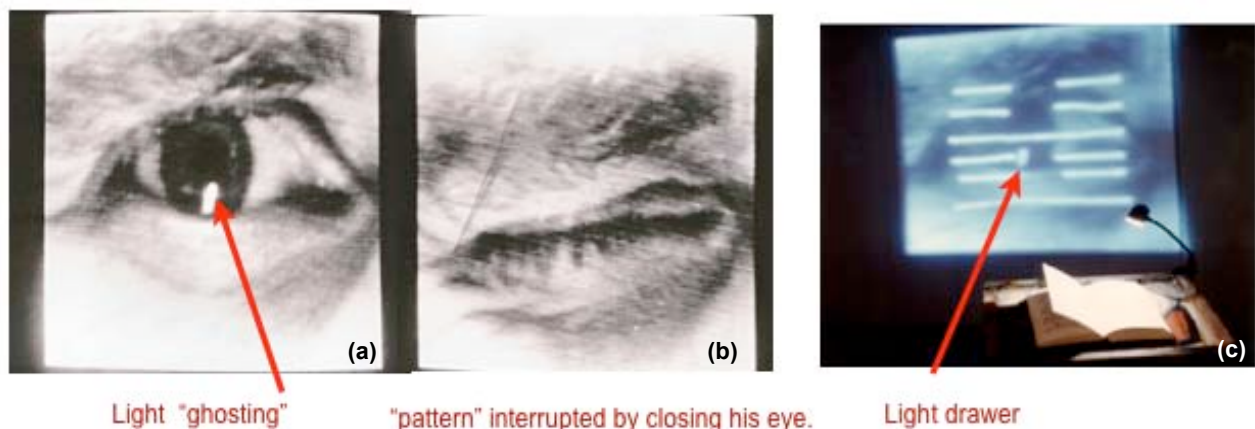 (a)
(b)
(c)
Light "ghosting"
"pattern" interrupted by closing his eye.
Light drawer